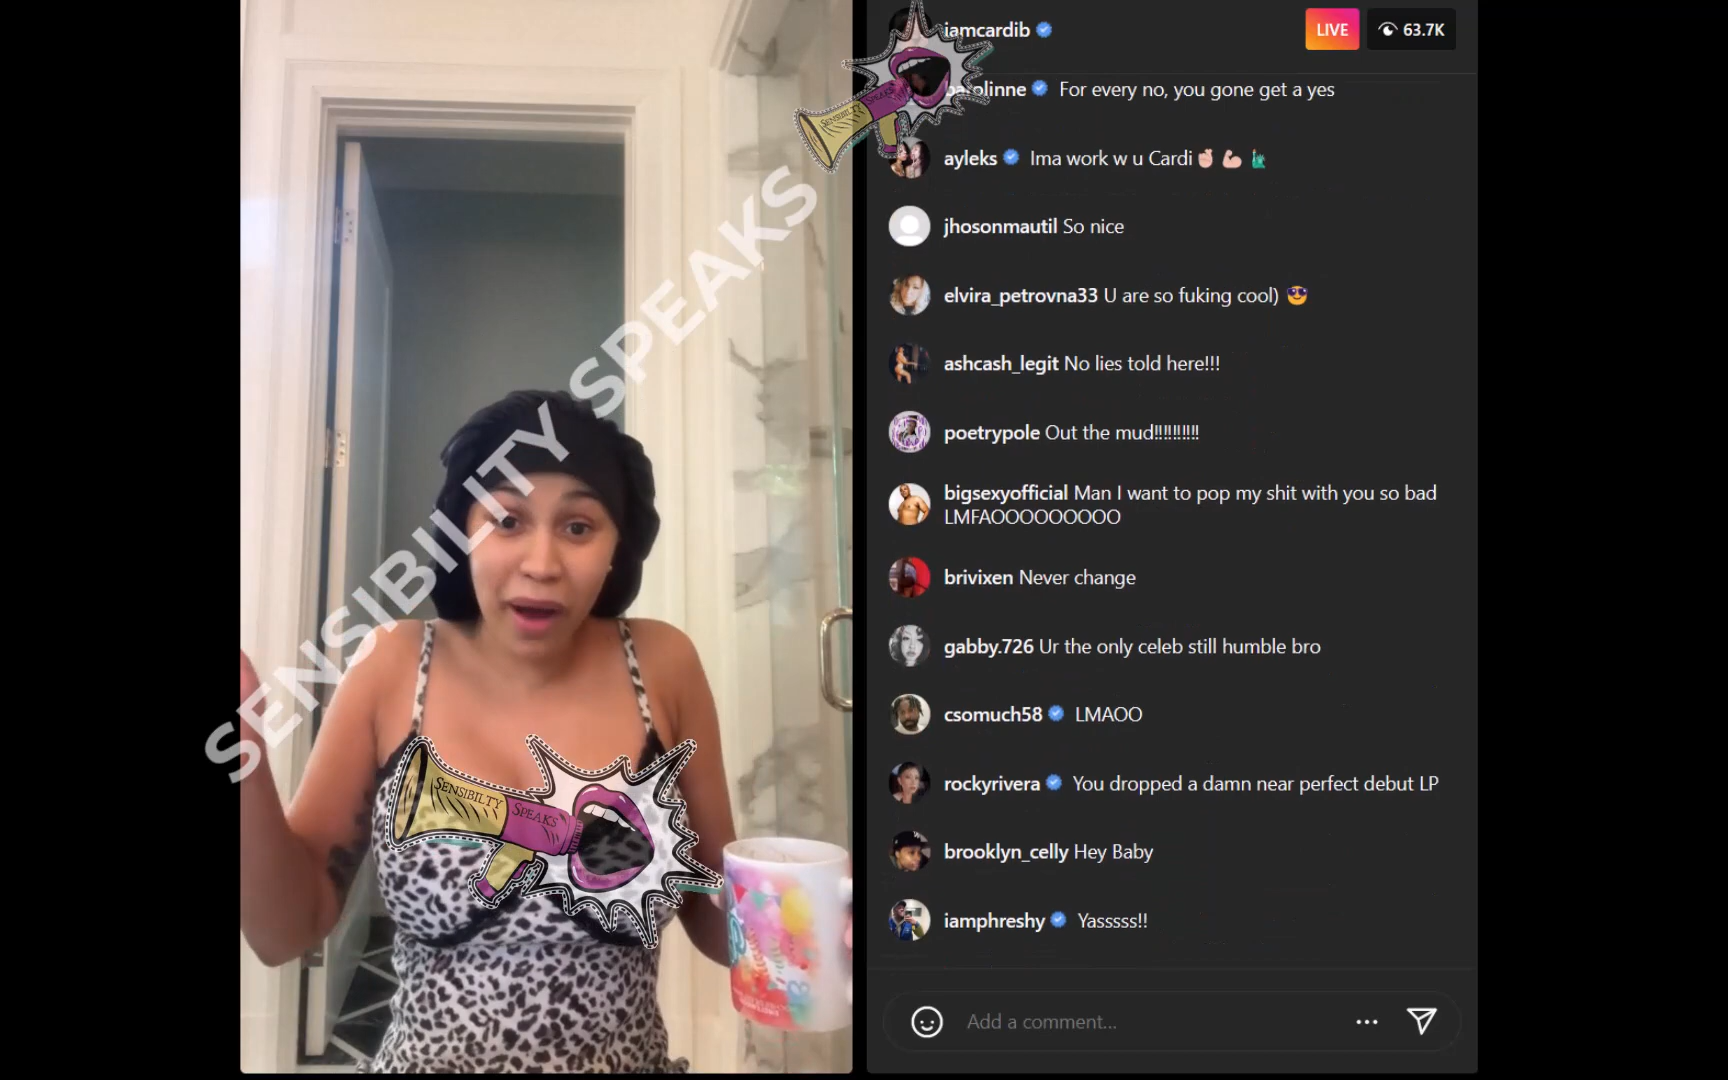 iamcardib
LIVE
63.7K
For every no, you gone get a yes
ayleks Ima work w u Cardi
jhosonmautil So nice
elvira_petrovna33 U are so fuking cool)
ashcash_legit No lies told here!!!
poetrypole Out the mud!!!!!!!!!!
bigsexyofficial Man I want to pop my shit with you so bad
LMFAOOOOOOOOO
brivixen Never change
gabby.726 Ur the only celeb still humble bro
csomuch58 LMAOO
rockyrivera You dropped a damn near perfect debut LP
brooklyn_celly Hey Baby
iamphreshy Yasssss!!
Add a comment...
SENSIBILITY SPEAKS
SENSIBILTY SPEAKS
SENSIBILTY SPEAKS